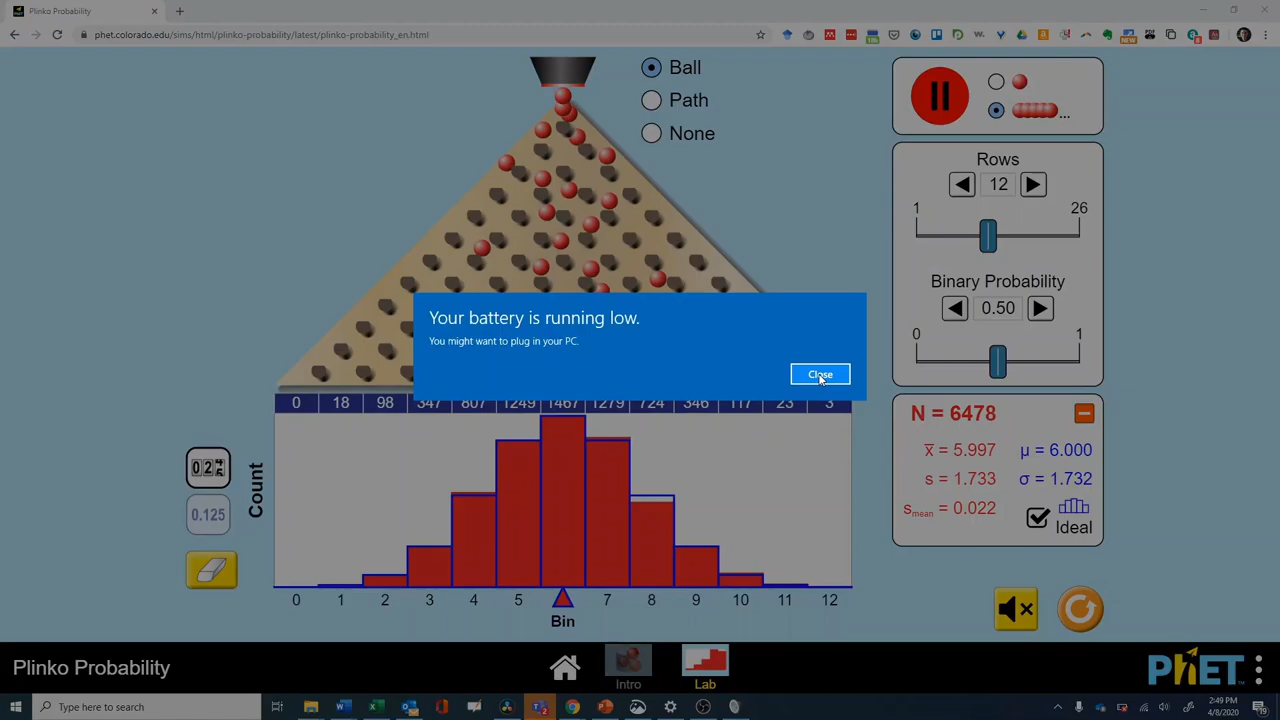 Plinko Probability
phet.colorado.edu/sims/html/plinko-probability/latest/plinko-probability_en.html
Ball
Path
None
...
Rows
12
1 26
Binary Probability
0.50
0 1
Your battery is running low.
You might want to plug in your PC.
Close
0 18 98 347 807 1249 1467 1279 724 346 117 23 3
N = 6478
x̅ = 5.997 μ = 6.000
s = 1.733 σ = 1.732
smean = 0.022
Ideal
0.125
Count
0 1 2 3 4 5 6 7 8 9 10 11 12
Bin
Plinko Probability
Intro
Lab
PhET
Type here to search
2:49 PM
4/8/2020